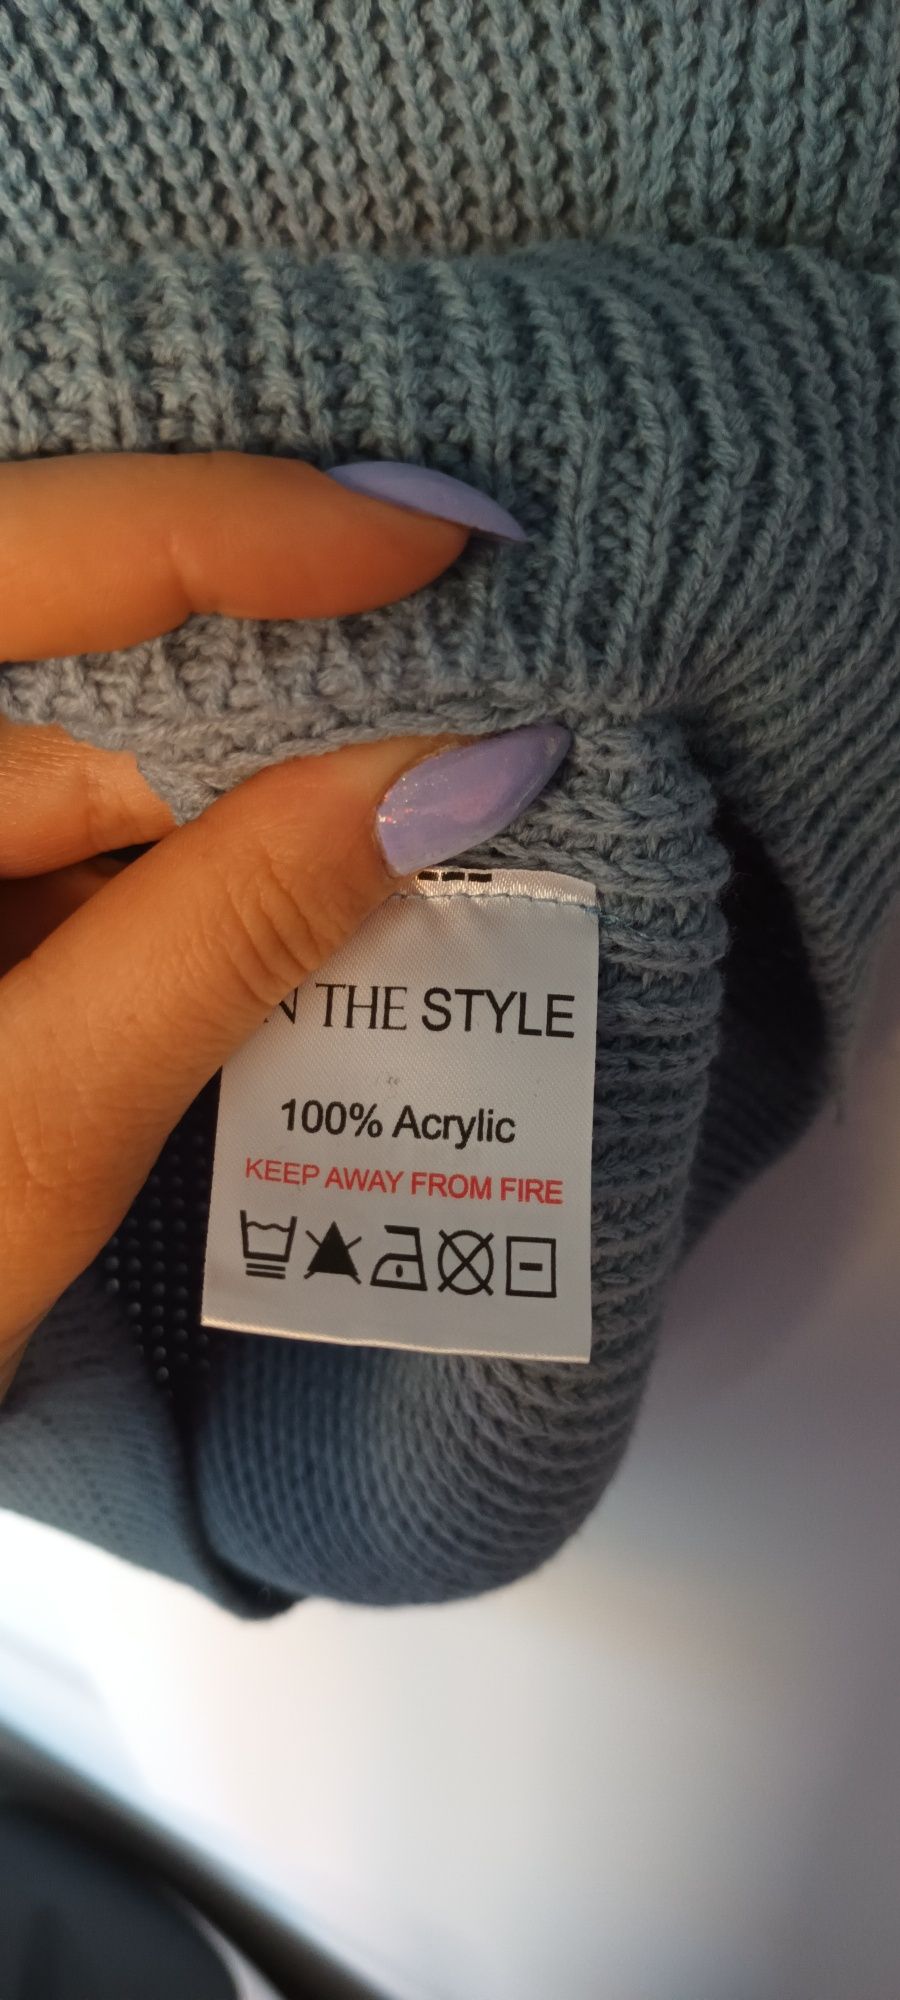 THE STYLE
100% Acrylic
KEEP AWAY FROM FIRE